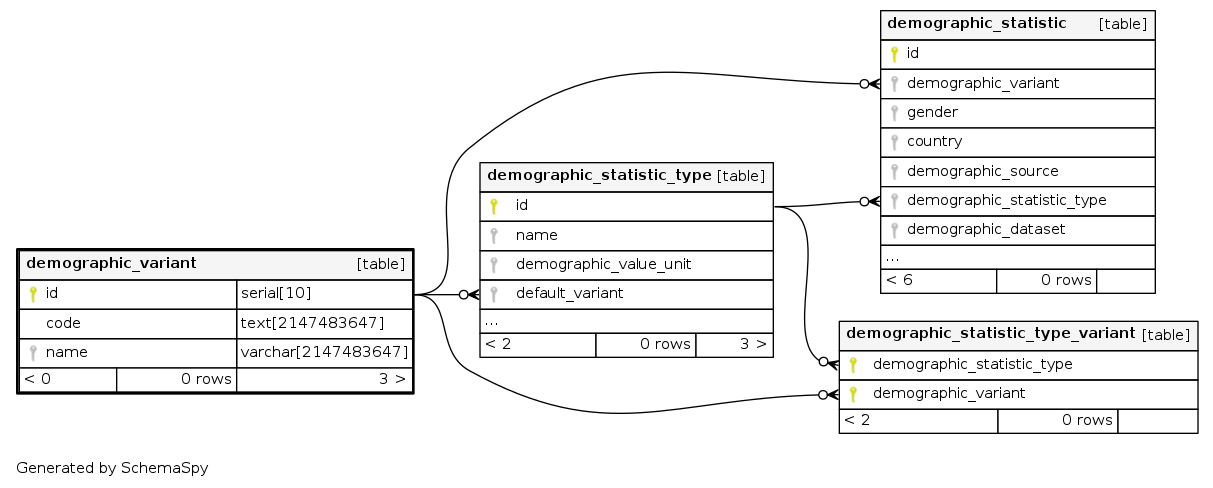 demographic_statistic [table]
id
demographic_variant
gender
country
demographic_source
demographic_statistic_type
demographic_dataset
...
< 6 0 rows
demographic_statistic_type [table]
id
name
demographic_value_unit
default_variant
...
< 2 0 rows 3 >
demographic_variant [table]
id serial[10]
code text[2147483647]
name varchar[2147483647]
< 0 0 rows 3 >
demographic_statistic_type_variant [table]
demographic_statistic_type
demographic_variant
< 2 0 rows
Generated by SchemaSpy